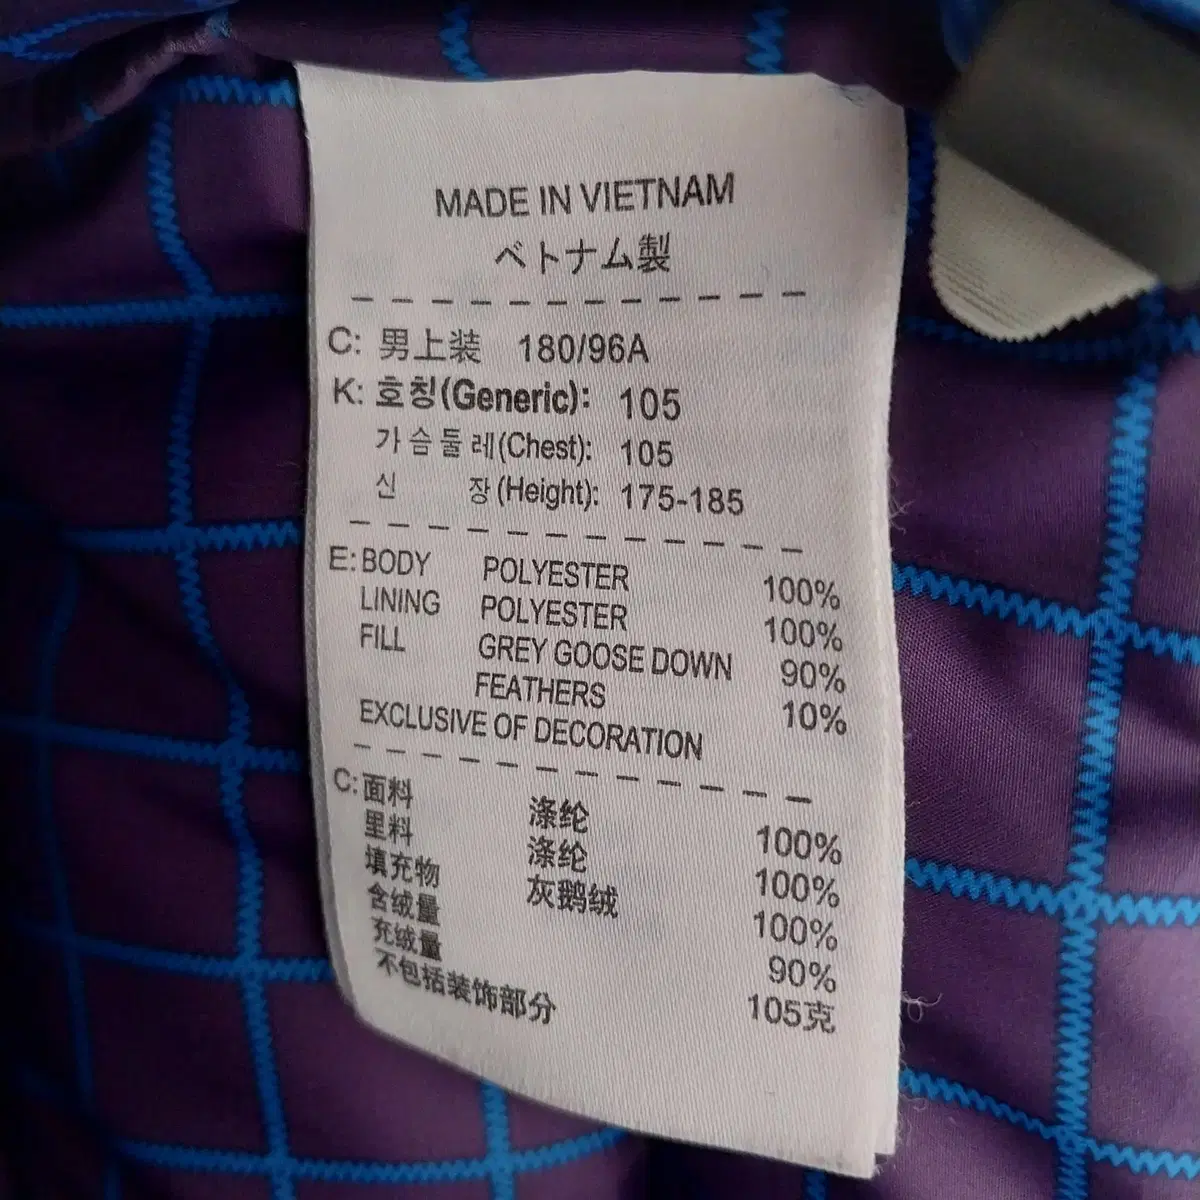 MADE IN VIETNAM
ベトナム製
C: 男上装 180/96A
K: 호칭(Generic): 105
가슴둘레(Chest): 105
신 장(Height): 175-185
E: BODY POLYESTER 100%
LINING POLYESTER 100%
FILL GREY GOOSE DOWN 90%
FEATHERS 10%
EXCLUSIVE OF DECORATION
C: 面料 涤纶 100%
里料 涤纶 100%
填充物 灰鹅绒 100%
含绒量 90%
充绒量 105克
不包括装饰部分